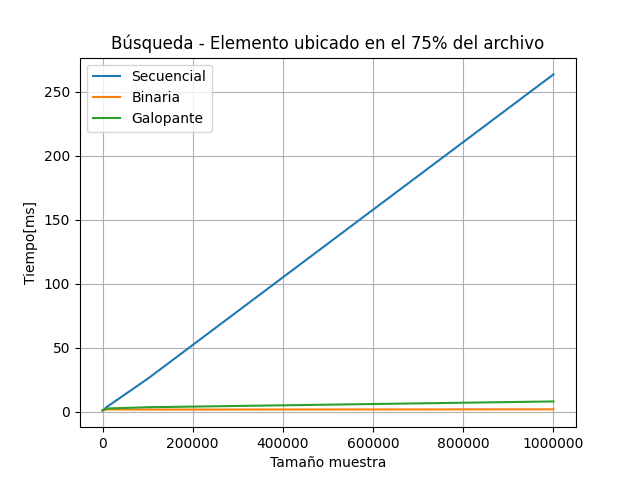 Búsqueda - Elemento ubicado en el 75% del archivo
Secuencial
Binaria
Galopante
Tiempo[ms]
250
200
150
100
50
0
0 200000 400000 600000 800000 1000000
Tamaño muestra